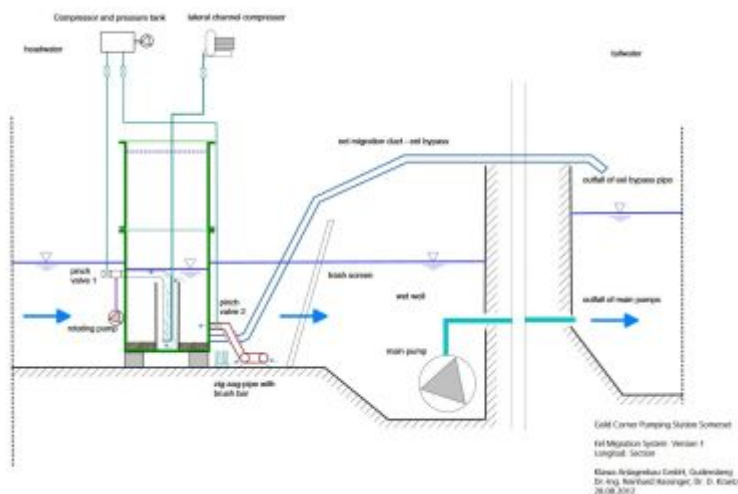 Compressor and pressure tank
lateral channel compressor
headwater
tailwater
eel migration duct - eel bypass
outfall of eel bypass pipe
pinch
valve 1
trash screen
pinch
valve 2
wet well
outfall of main pumps
rotating pump
main pump
zig-zag-pipe with
brush bar
Gold Corner Pumping Station Somerset
Eel Migration System Version 1
Longitud. Section
Klawa Anlagenbau GmbH, Gudensberg
Dr.-Ing. Reinhard Hassinger, Dr. D.
28.08.2012